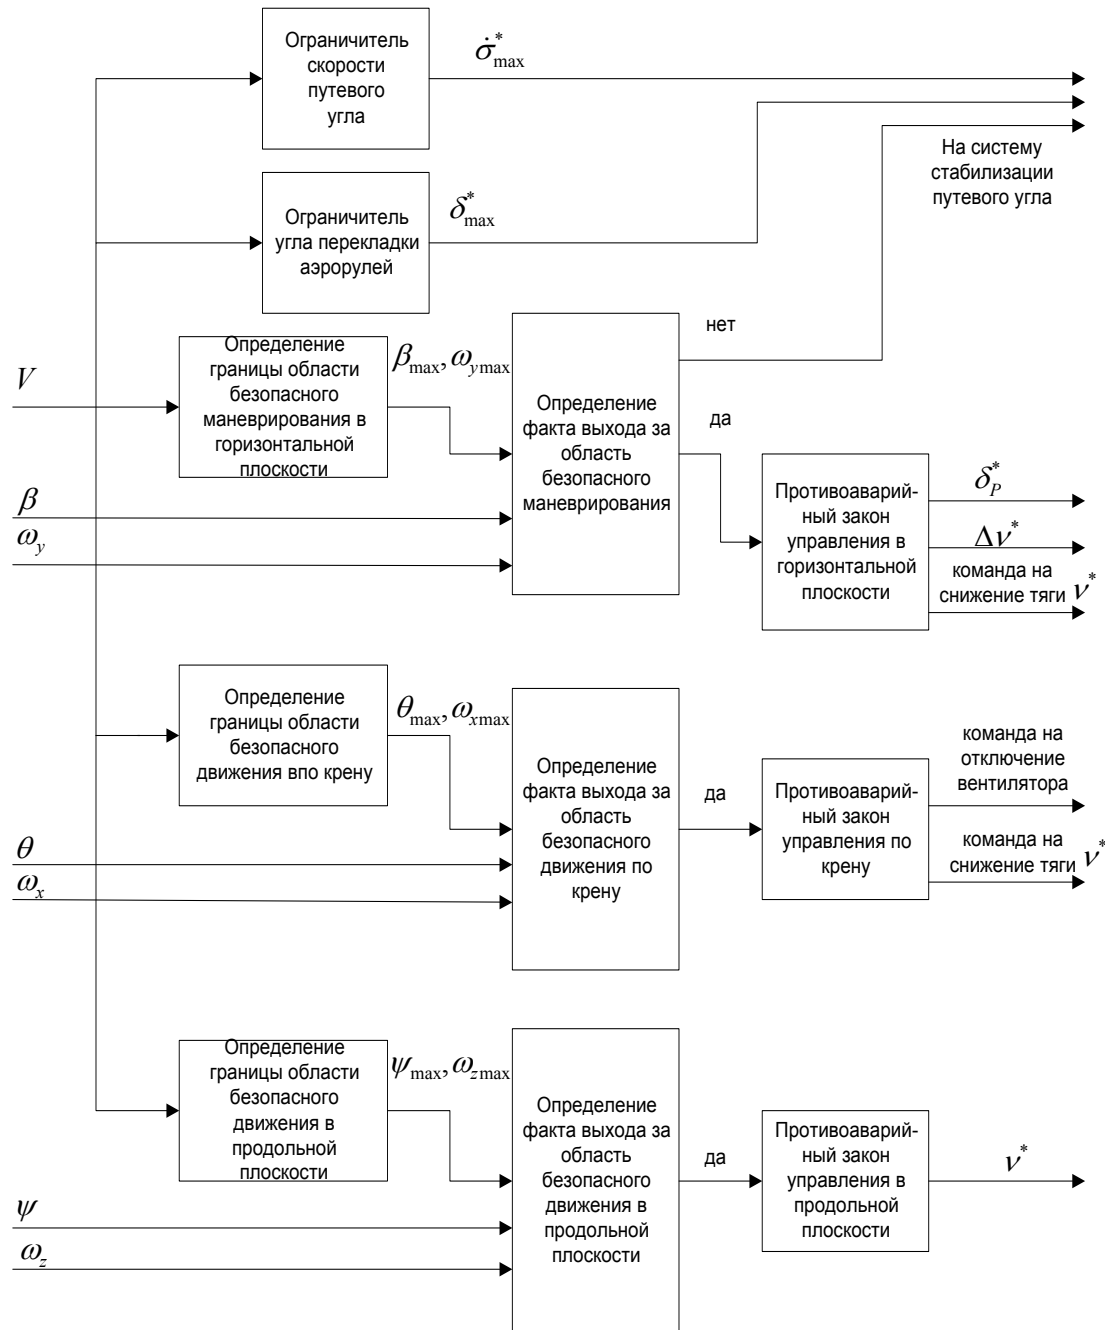 Ограничитель
скорости
путевого
угла
σ̇*max
На систему
стабилизации
путевого угла
Ограничитель
угла перекладки
аэрорулей
δ*max
V
Определение
границы области
безопасного
маневрирования в
горизонтальной
плоскости
βmax, ωymax
нет
Определение
факта выхода за
область
безопасного
маневрирования
да
β
ωy
Противоаварий-
ный закон
управления в
горизонтальной
плоскости
δP*
Δν*
команда на
снижение тяги ν*
Определение
границы области
безопасного
движения впо крену
θmax, ωxmax
Определение
факта выхода за
область
безопасного
движения по
крену
да
θ
ωx
Противоаварий-
ный закон
управления по
крену
команда на
отключение
вентилятора
команда на
снижение тяги ν*
Определение
границы области
безопасного
движения в
продольной
плоскости
ψmax, ωzmax
Определение
факта выхода за
область
безопасного
движения в
продольной
плоскости
да
ψ
ωz
Противоаварий-
ный закон
управления в
продольной
плоскости
ν*